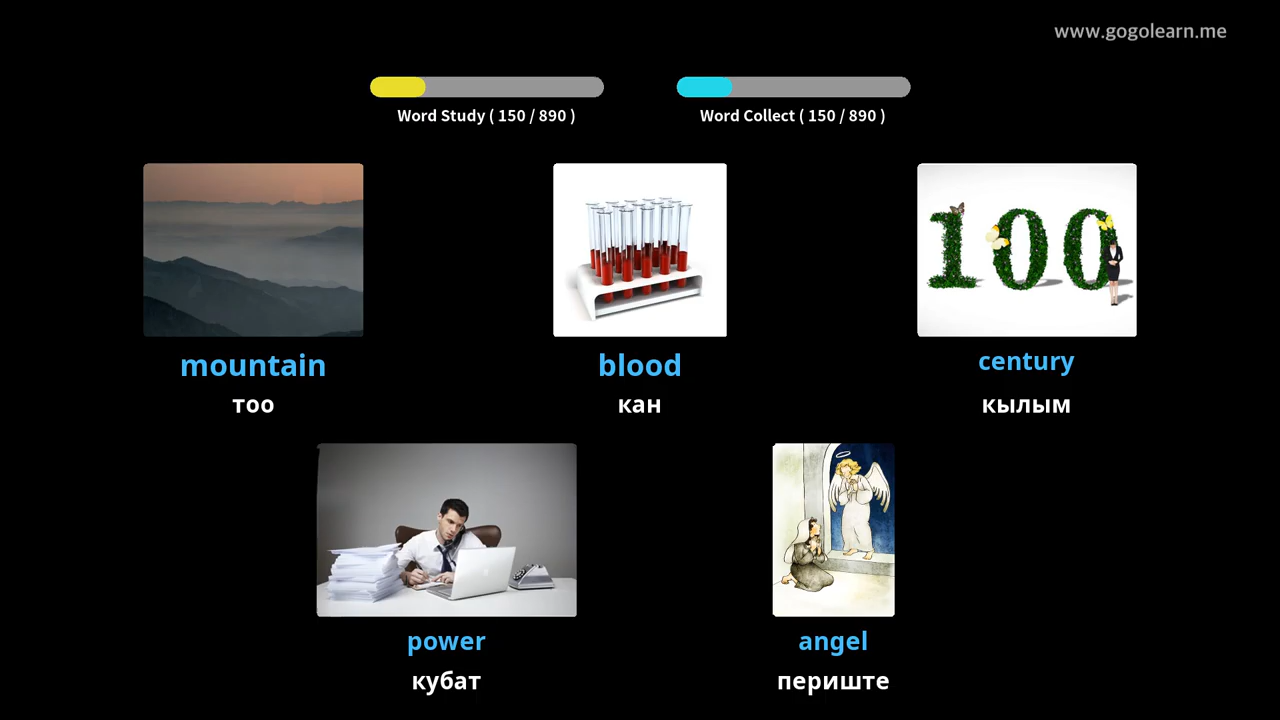 www.gogolearn.me
Word Study ( 150 / 890 )
Word Collect ( 150 / 890 )
mountain
тоо
blood
кан
century
кылым
power
кубат
angel
периште